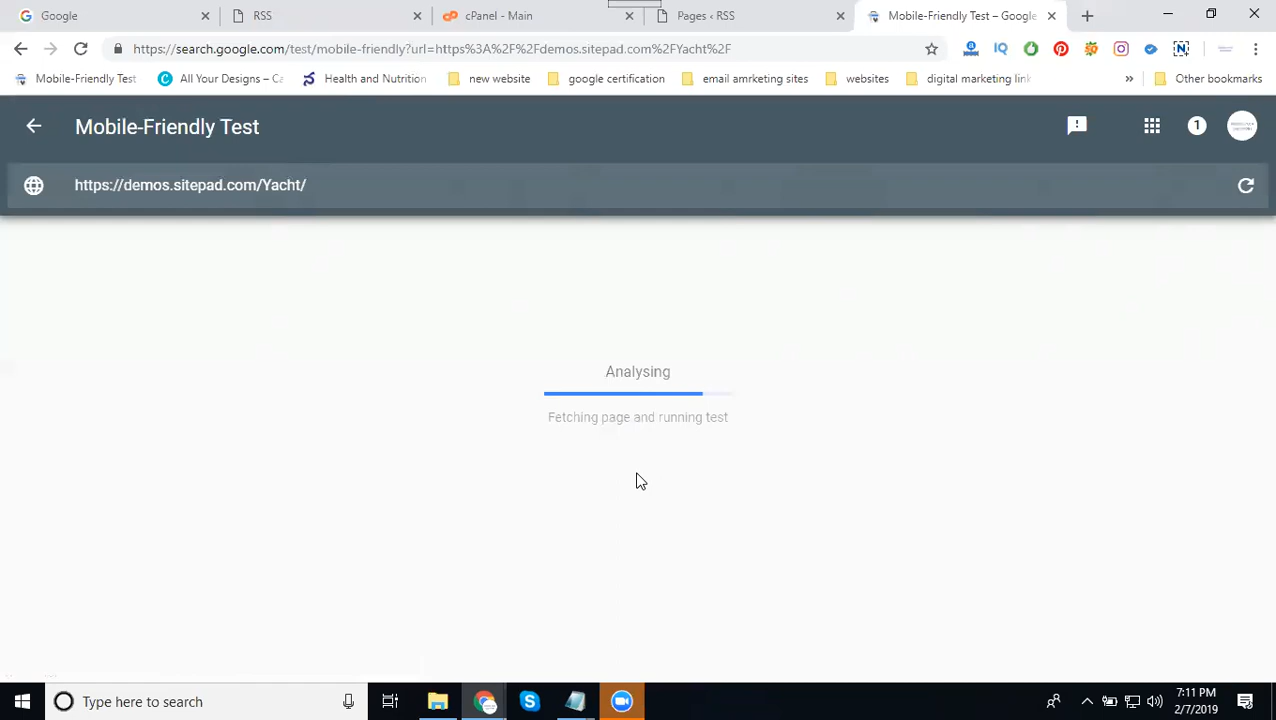 Google
RSS
cPanel - Main
Pages ‹ RSS
Mobile-Friendly Test – Google
https://search.google.com/test/mobile-friendly?url=https%3A%2F%2Fdemos.sitepad.com%2FYacht%2F
Mobile-Friendly Test
All Your Designs – Ca
Health and Nutrition
new website
google certification
email amrketing sites
websites
digital marketing link
»
Other bookmarks
Mobile-Friendly Test
1
https://demos.sitepad.com/Yacht/
Analysing
Fetching page and running test
Type here to search
7:11 PM
2/7/2019